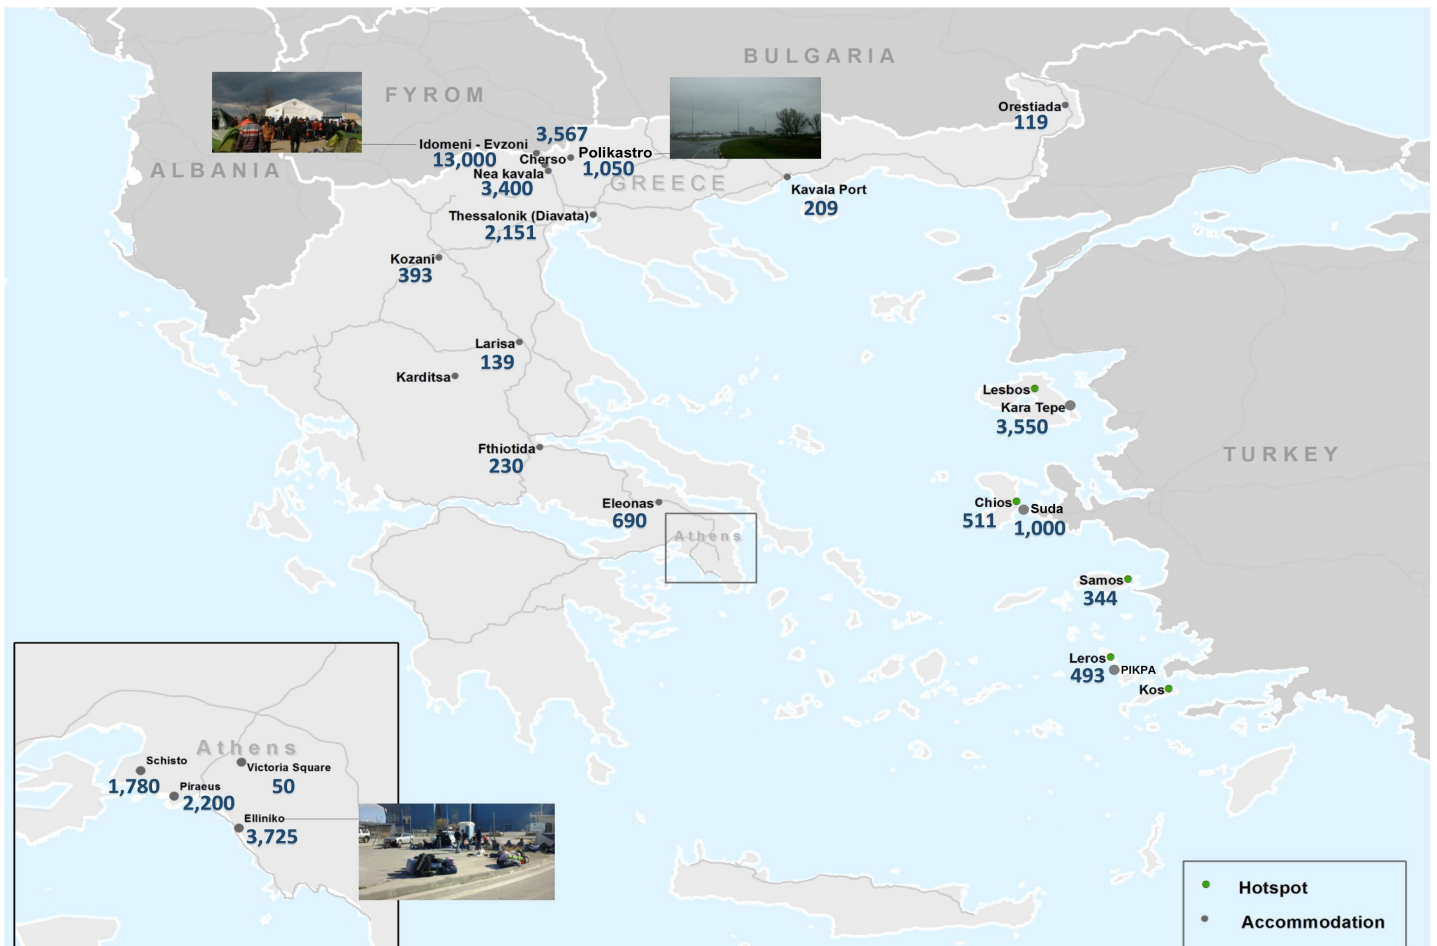 BULGARIA
FYROM
ALBANIA
GREECE
TURKEY
Orestiada
119
Idomeni - Evzoni
13,000
3,567
Cherso
Polikastro
1,050
Nea kavala
3,400
Kavala Port
209
Thessalonik (Diavata)
2,151
Kozani
393
Larisa
139
Karditsa
Lesbos
Kara Tepe
3,550
Fthiotida
230
Eleonas
690
Athens
Chios
511
Suda
1,000
Samos
344
Leros
493
PIKPA
Kos
Athens
Schisto
1,780
Victoria Square
50
Piraeus
2,200
Elliniko
3,725
Hotspot
Accommodation